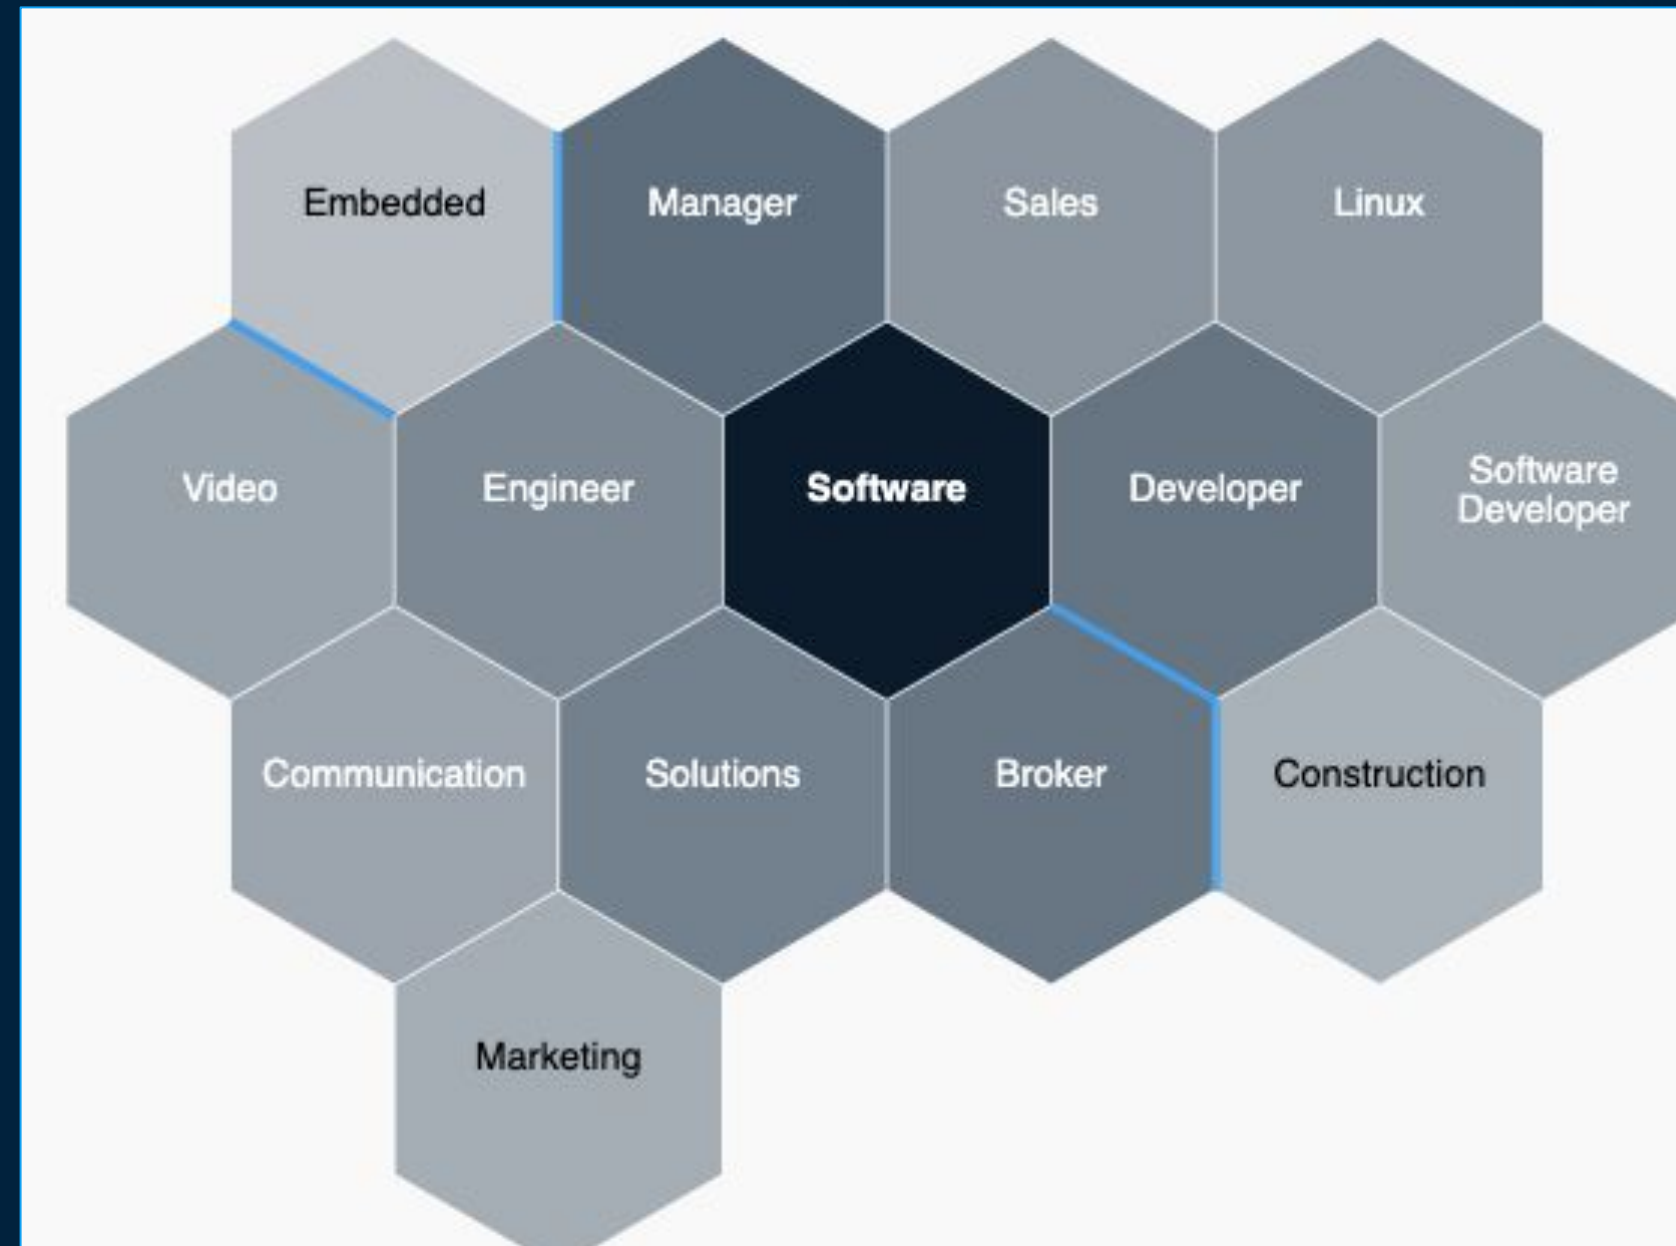 Embedded
Manager
Sales
Linux
Video
Engineer
Software
Developer
Software
Developer
Communication
Solutions
Broker
Construction
Marketing